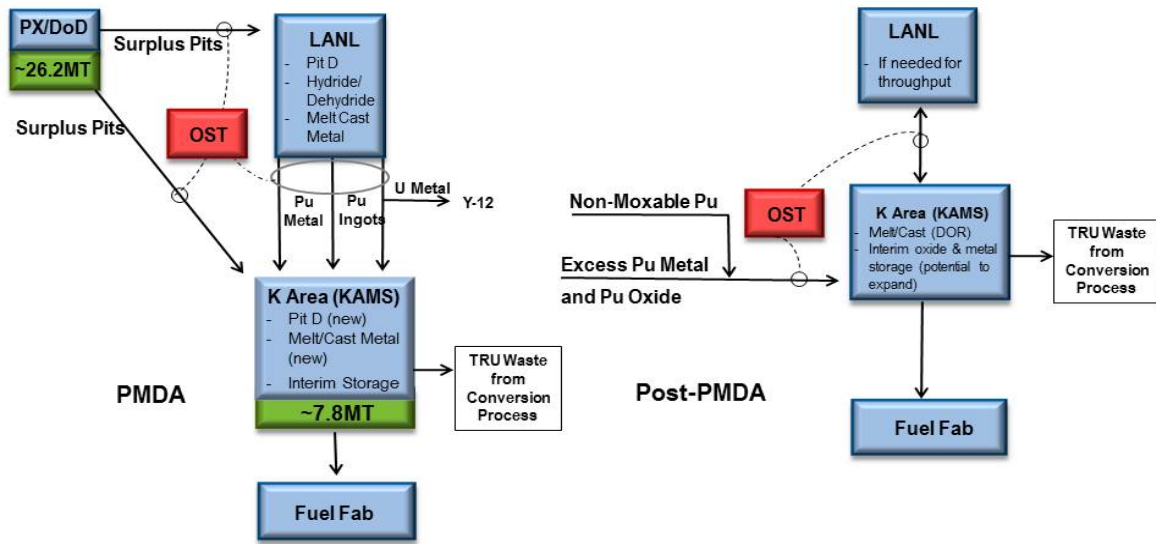 PX/DoD
~26.2MT
Surplus Pits
Surplus Pits
OST
LANL
- Pit D
- Hydride/
Dehydride
- Melt Cast
Metal
Pu
Metal
Pu
Ingots
U Metal
Y-12
K Area (KAMS)
- Pit D (new)
- Melt/Cast Metal
(new)
- Interim Storage
~7.8MT
TRU Waste
from
Conversion
Process
PMDA
Fuel Fab
LANL
- If needed for
throughput
OST
Non-Moxable Pu
Excess Pu Metal
and Pu Oxide
K Area (KAMS)
- Melt/Cast (DOR)
- Interim oxide & metal
storage (potential to
expand)
TRU Waste
from
Conversion
Process
Post-PMDA
Fuel Fab